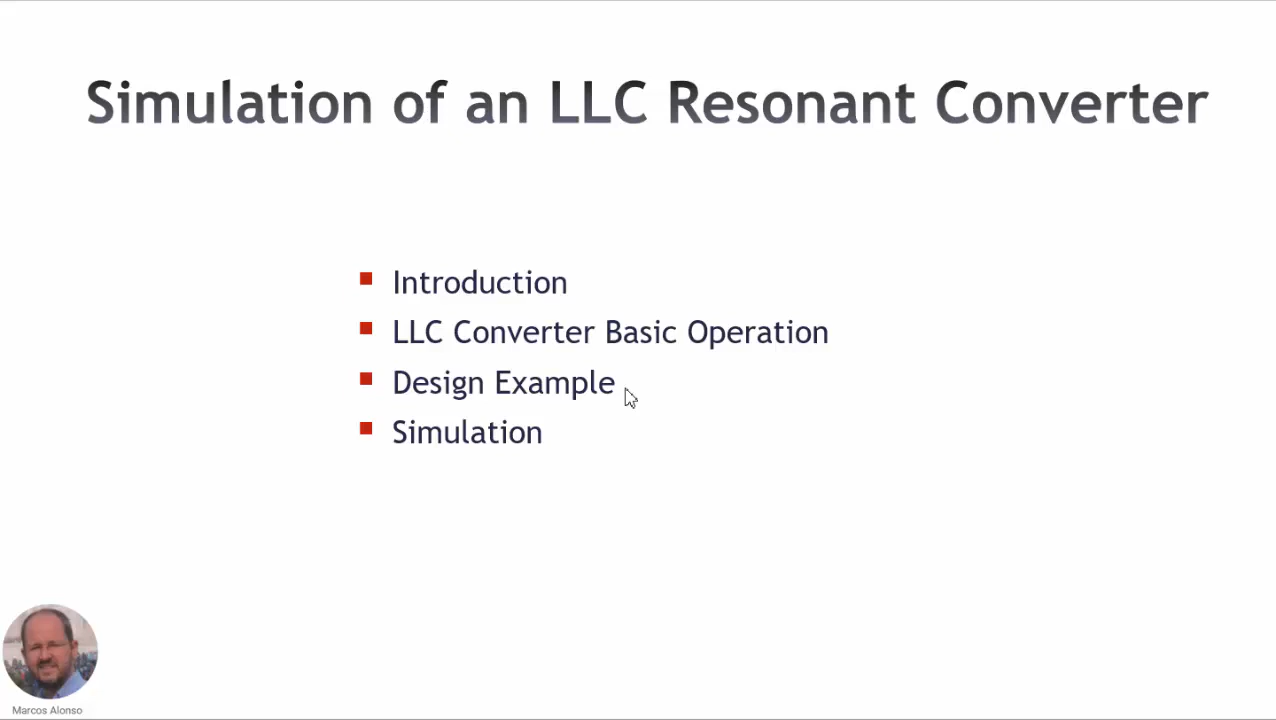 Simulation of an LLC Resonant Converter
Introduction
LLC Converter Basic Operation
Design Example
Simulation
Marcos Alonso